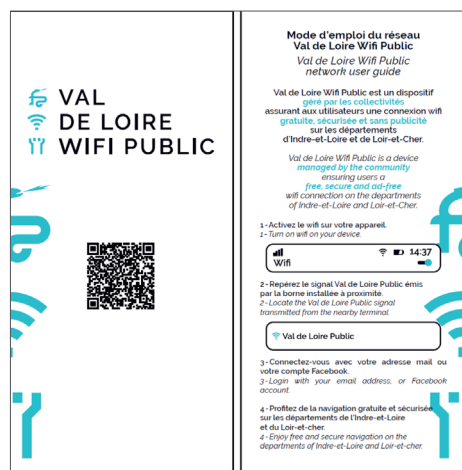 VAL
DE LOIRE
WIFI PUBLIC
Mode d'emploi du réseau
Val de Loire Wifi Public
Val de Loire Wifi Public
network user guide
Val de Loire Wifi Public est un dispositif
géré par les collectivités
assurant aux utilisateurs une connexion wifi
gratuite, sécurisée et sans publicité
sur les départements
d'Indre-et-Loire et de Loir-et-Cher.
Val de Loire Wifi Public is a device
managed by the community
ensuring users a
free, secure and ad-free
wifi connection on the departments
of Indre-et-Loire and Loir-et-Cher.
1 - Activez le wifi sur votre appareil.
1 - Turn on wifi on your device.
14:37
Wifi
2 - Repérez le signal Val de Loire Public émis
par la borne installée à proximité.
2 - Locate the Val de Loire Public signal
transmitted from the nearby terminal.
Val de Loire Public
3 - Connectez-vous avec votre adresse mail ou
votre compte Facebook.
3 - Login with your email address, or Facebook
account.
4 - Profitez de la navigation gratuite et sécurisée
sur les départements de l'Indre-et-Loire
et du Loir-et-cher.
4 - Enjoy free and secure navigation on the
departments of Indre-et-Loire and Loir-et-Cher.